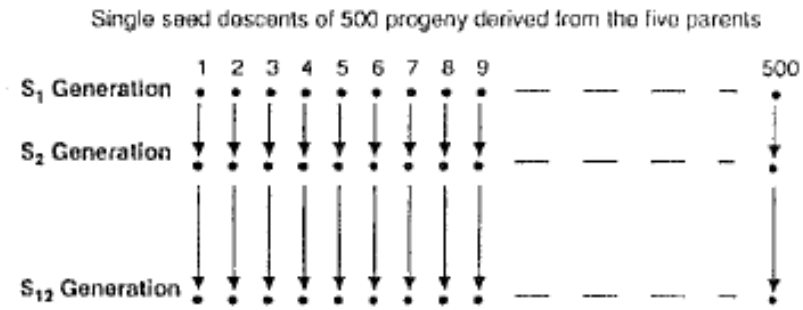 Single seed descents of 500 progeny derived from the five parents
1 2 3 4 5 6 7 8 9 500
S₁ Generation
S₂ Generation
S₁₂ Generation